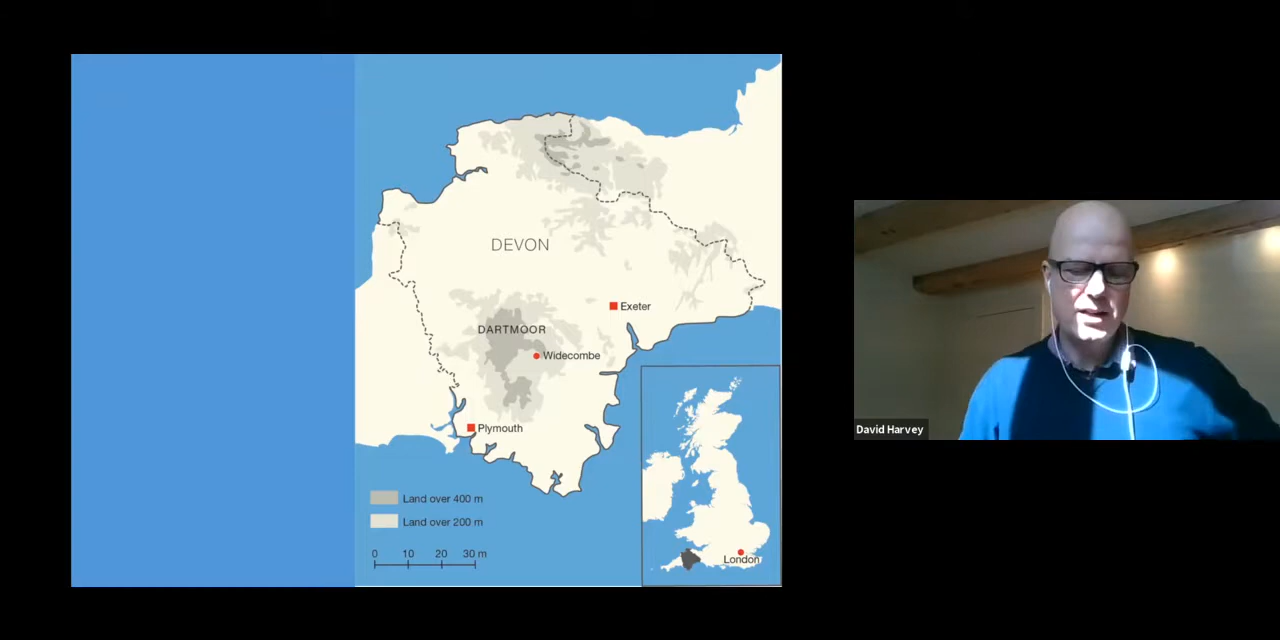 DEVON
Exeter
DARTMOOR
Widecombe
Plymouth
Land over 400 m
Land over 200 m
0 10 20 30 m
London
David Harvey